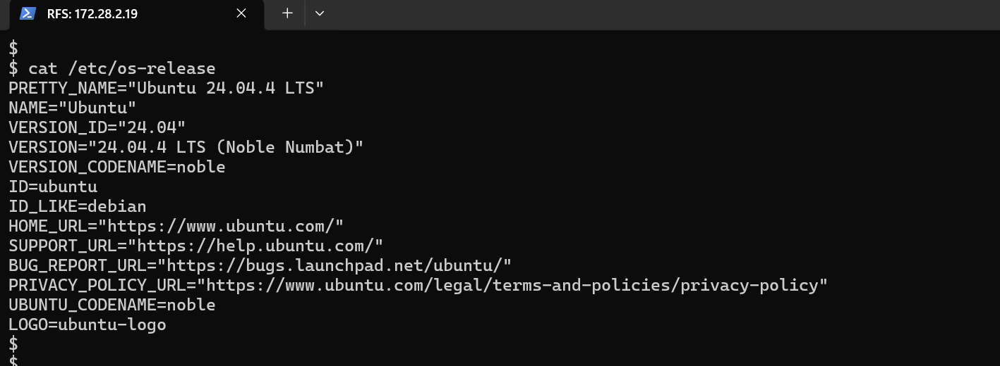 RFS: 172.28.2.19
$
$ cat /etc/os-release
PRETTY_NAME="Ubuntu 24.04.4 LTS"
NAME="Ubuntu"
VERSION_ID="24.04"
VERSION="24.04.4 LTS (Noble Numbat)"
VERSION_CODENAME=noble
ID=ubuntu
ID_LIKE=debian
HOME_URL="https://www.ubuntu.com/"
SUPPORT_URL="https://help.ubuntu.com/"
BUG_REPORT_URL="https://bugs.launchpad.net/ubuntu/"
PRIVACY_POLICY_URL="https://www.ubuntu.com/legal/terms-and-policies/privacy-policy"
UBUNTU_CODENAME=noble
LOGO=ubuntu-logo
$
$